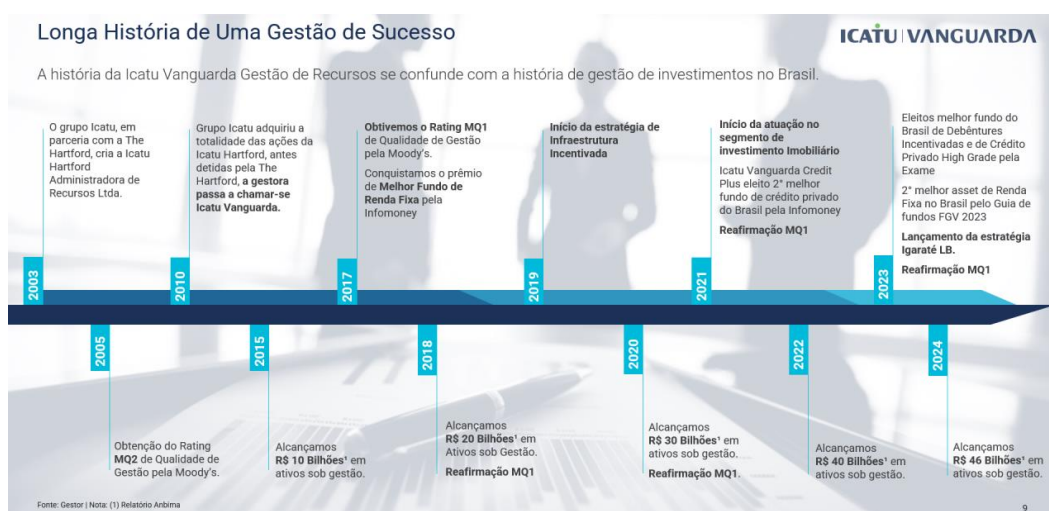 Longa História de Uma Gestão de Sucesso
ICATU VANGUARDA
A história da Icatu Vanguarda Gestão de Recursos se confunde com a história de gestão de investimentos no Brasil.
2003
O grupo Icatu, em
parceria com a The
Hartford, cria a Icatu
Hartford
Administradora de
Recursos Ltda.
2010
Grupo Icatu adquiriu a
totalidade das ações da
Icatu Hartford, antes
detidas pela The
Hartford, a gestora
passa a chamar-se
Icatu Vanguarda.
2017
Obtivemos o Rating MQ1
de Qualidade de Gestão
pela Moody's.
Conquistamos o prêmio
de Melhor Fundo de
Renda Fixa pela
Infomoney
2019
Início da estratégia de
Infraestrutura
Incentivada
2021
Início da atuação no
segmento de
investimento Imobiliário
Icatu Vanguarda Credit
Plus eleito 2° melhor
fundo de crédito privado
do Brasil pela Infomoney
Reafirmação MQ1
2023
Eleitos melhor fundo do
Brasil de Debêntures
Incentivadas e de Crédito
Privado High Grade pela
Exame
2° melhor asset de Renda
Fixa no Brasil pelo Guia de
fundos FGV 2023
Lançamento da estratégia
Igaraté LB.
Reafirmação MQ1
2005
Obtenção do Rating
MQ2 de Qualidade de
Gestão pela Moody's.
2015
Alcançamos
R$ 10 Bilhões¹ em
ativos sob gestão.
2018
Alcançamos
R$ 20 Bilhões¹ em
Ativos sob Gestão.
Reafirmação MQ1
2020
Alcançamos
R$ 30 Bilhões¹ em
ativos sob gestão.
Reafirmação MQ1.
2022
Alcançamos
R$ 40 Bilhões¹ em
ativos sob gestão.
2024
Alcançamos
R$ 46 Bilhões¹ em
ativos sob gestão.
Fonte: Gestor | Nota: (1) Relatório Anbima
9